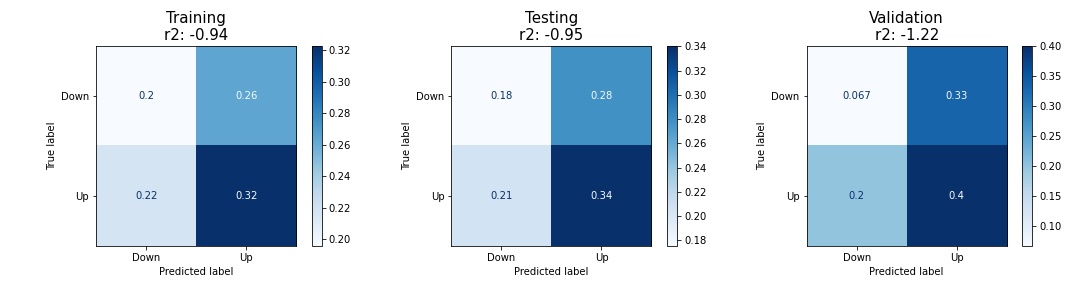 Training
r2: -0.94
True label
Down
Up
0.2
0.26
0.22
0.32
Down
Up
Predicted label
0.32
0.30
0.28
0.26
0.24
0.22
0.20
Testing
r2: -0.95
True label
Down
Up
0.18
0.28
0.21
0.34
Down
Up
Predicted label
0.34
0.32
0.30
0.28
0.26
0.24
0.22
0.20
0.18
Validation
r2: -1.22
True label
Down
Up
0.067
0.33
0.2
0.4
Down
Up
Predicted label
0.40
0.35
0.30
0.25
0.20
0.15
0.10